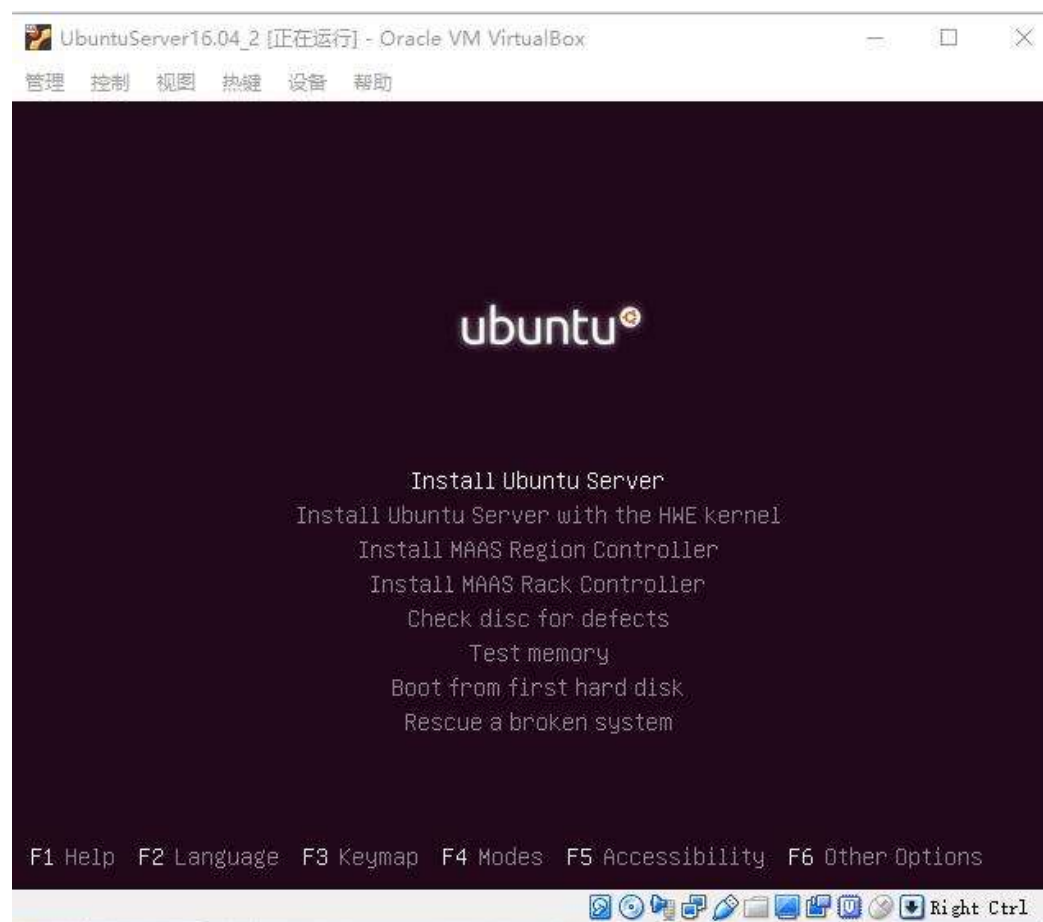 UbuntuServer16.04_2 [正在运行] - Oracle VM VirtualBox
管理 控制 视图 热键 设备 帮助
ubuntu
Install Ubuntu Server
Install Ubuntu Server with the HWE kernel
Install MAAS Region Controller
Install MAAS Rack Controller
Check disc for defects
Test memory
Boot from first hard disk
Rescue a broken system
F1 Help F2 Language F3 Keymap F4 Modes F5 Accessibility F6 Other Options
Right Ctrl